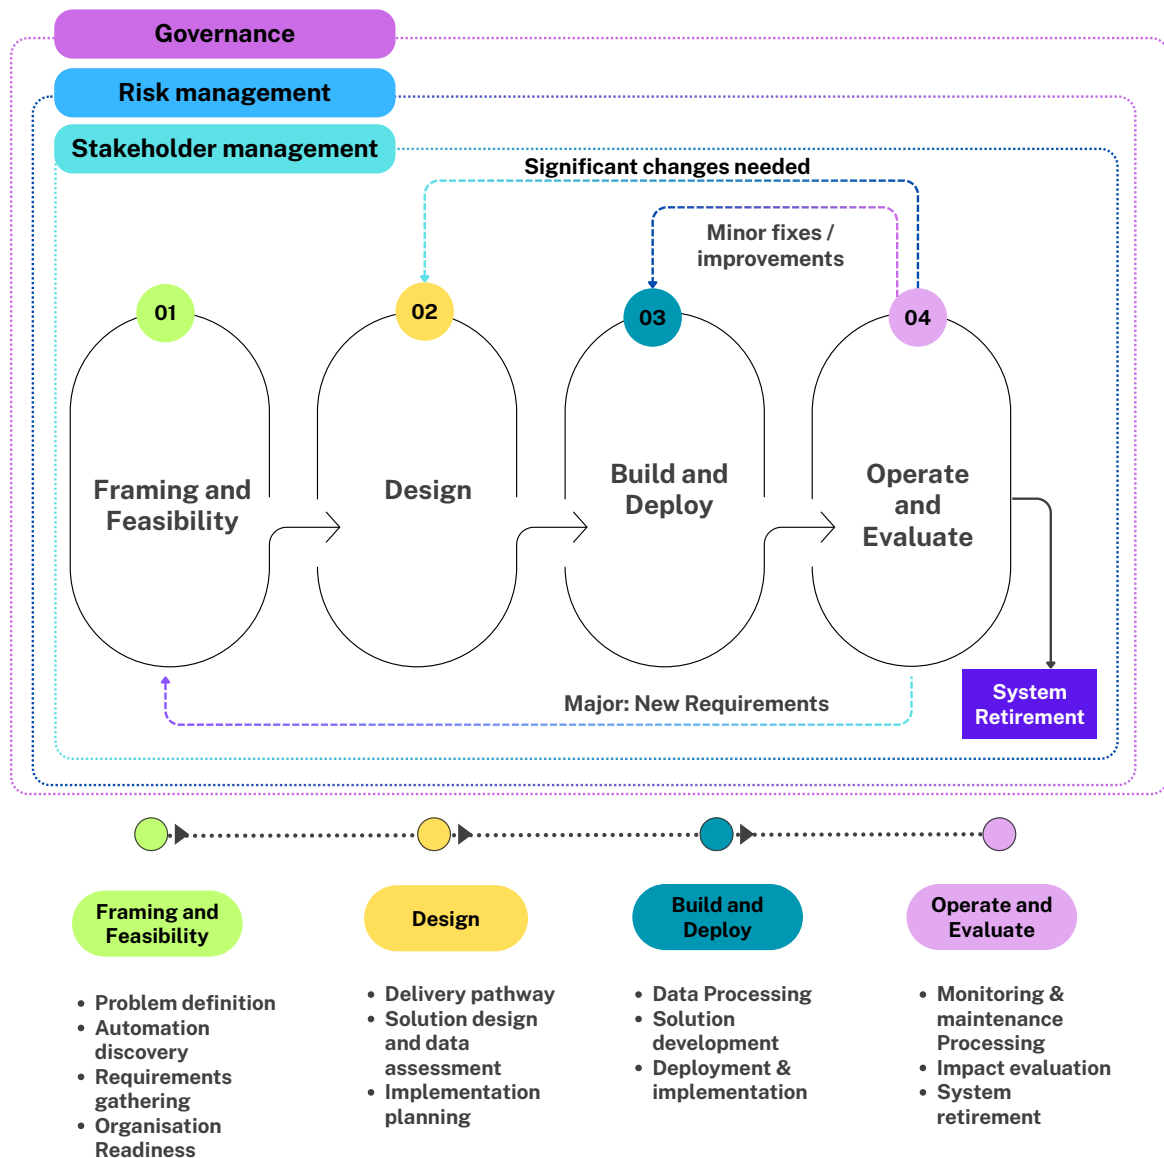 Governance
Risk management
Stakeholder management
Significant changes needed
Minor fixes /
improvements
01
02
03
04
Framing and
Feasibility
Design
Build and
Deploy
Operate
and
Evaluate
Major: New Requirements
System
Retirement
Framing and
Feasibility
• Problem definition
• Automation
discovery
• Requirements
gathering
• Organisation
Readiness
Design
• Delivery pathway
• Solution design
and data
assessment
• Implementation
planning
Build and
Deploy
• Data Processing
• Solution
development
• Deployment &
implementation
Operate and
Evaluate
• Monitoring &
maintenance
Processing
• Impact evaluation
• System
retirement